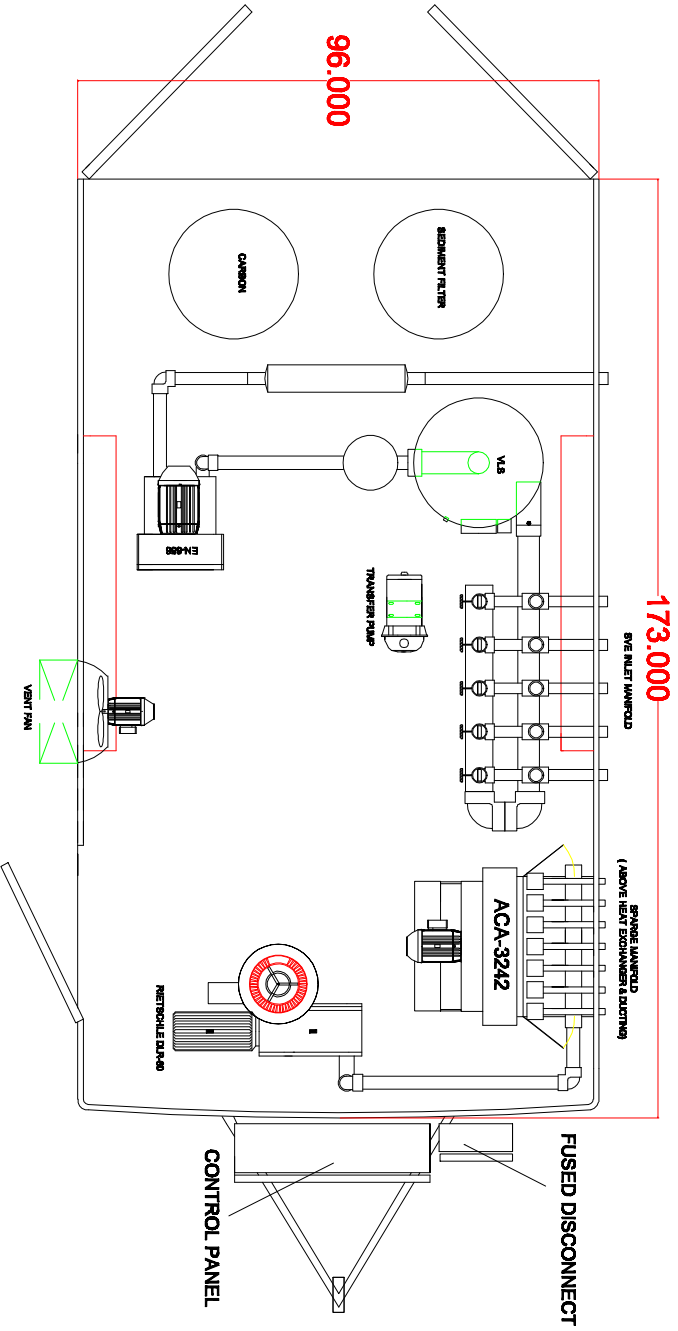 96.000
173.000
SEDIMENT FILTER
CARBON
VLS
EN-656
TRANSFER PUMP
SVE INLET MANIFOLD
VENT FAN
SPARGE MANIFOLD
( ABOVE HEAT EXCHANGER & DUCTING)
ACA-3242
RIETSCHLE DLR-60
FUSED DISCONNECT
CONTROL PANEL